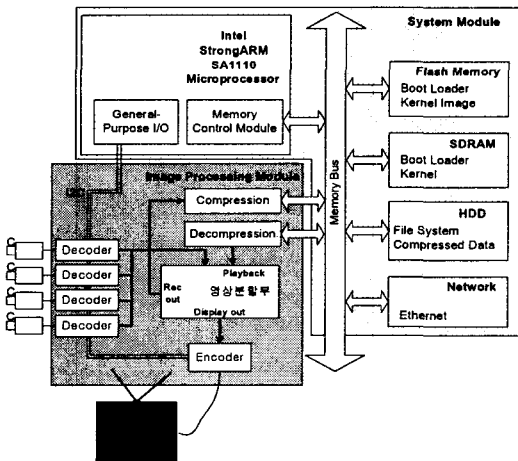 System Module
Intel
StrongARM
SA1110
Microprocessor
General-
Purpose I/O
Memory
Control Module
Memory Bus
Flash Memory
Boot Loader
Kernel Image
SDRAM
Boot Loader
Kernel
HDD
File System
Compressed Data
Network
Ethernet
Image Processing Module
Compression
Decompression
Decoder
Decoder
Decoder
Decoder
Playback
Rec
out
영상분할부
Display out
Encoder